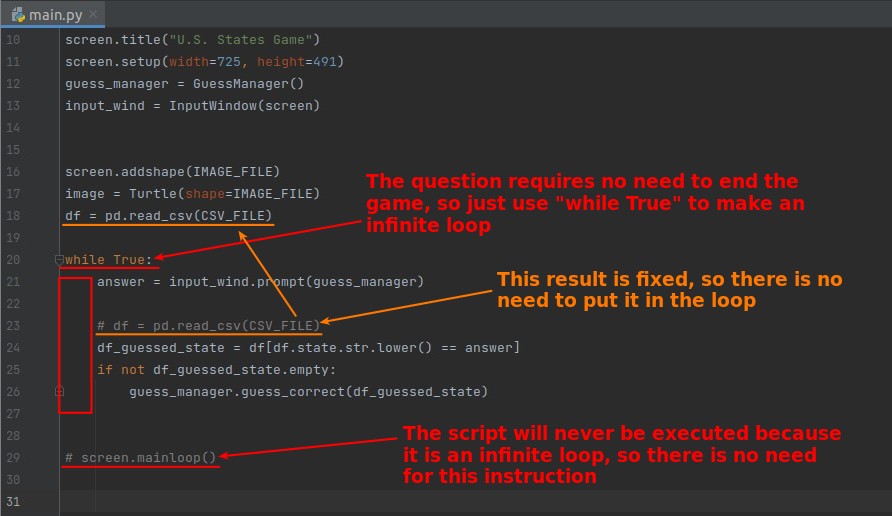 main.py
10 screen.title("U.S. States Game")
11 screen.setup(width=725, height=491)
12 guess_manager = GuessManager()
13 input_wind = InputWindow(screen)
14
15
16 screen.addshape(IMAGE_FILE)
17 image = Turtle(shape=IMAGE_FILE)
The question requires no need to end the
game, so just use "while True" to make an
infinite loop
18 df = pd.read_csv(CSV_FILE)
19
20 while True:
21 answer = input_wind.prompt(guess_manager)
This result is fixed, so there is no
need to put it in the loop
22
23 # df = pd.read_csv(CSV_FILE)
24 df_guessed_state = df[df.state.str.lower() == answer]
25 if not df_guessed_state.empty:
26 guess_manager.guess_correct(df_guessed_state)
27
28
The script will never be executed because
it is an infinite loop, so there is no need
for this instruction
29 # screen.mainloop()
30
31